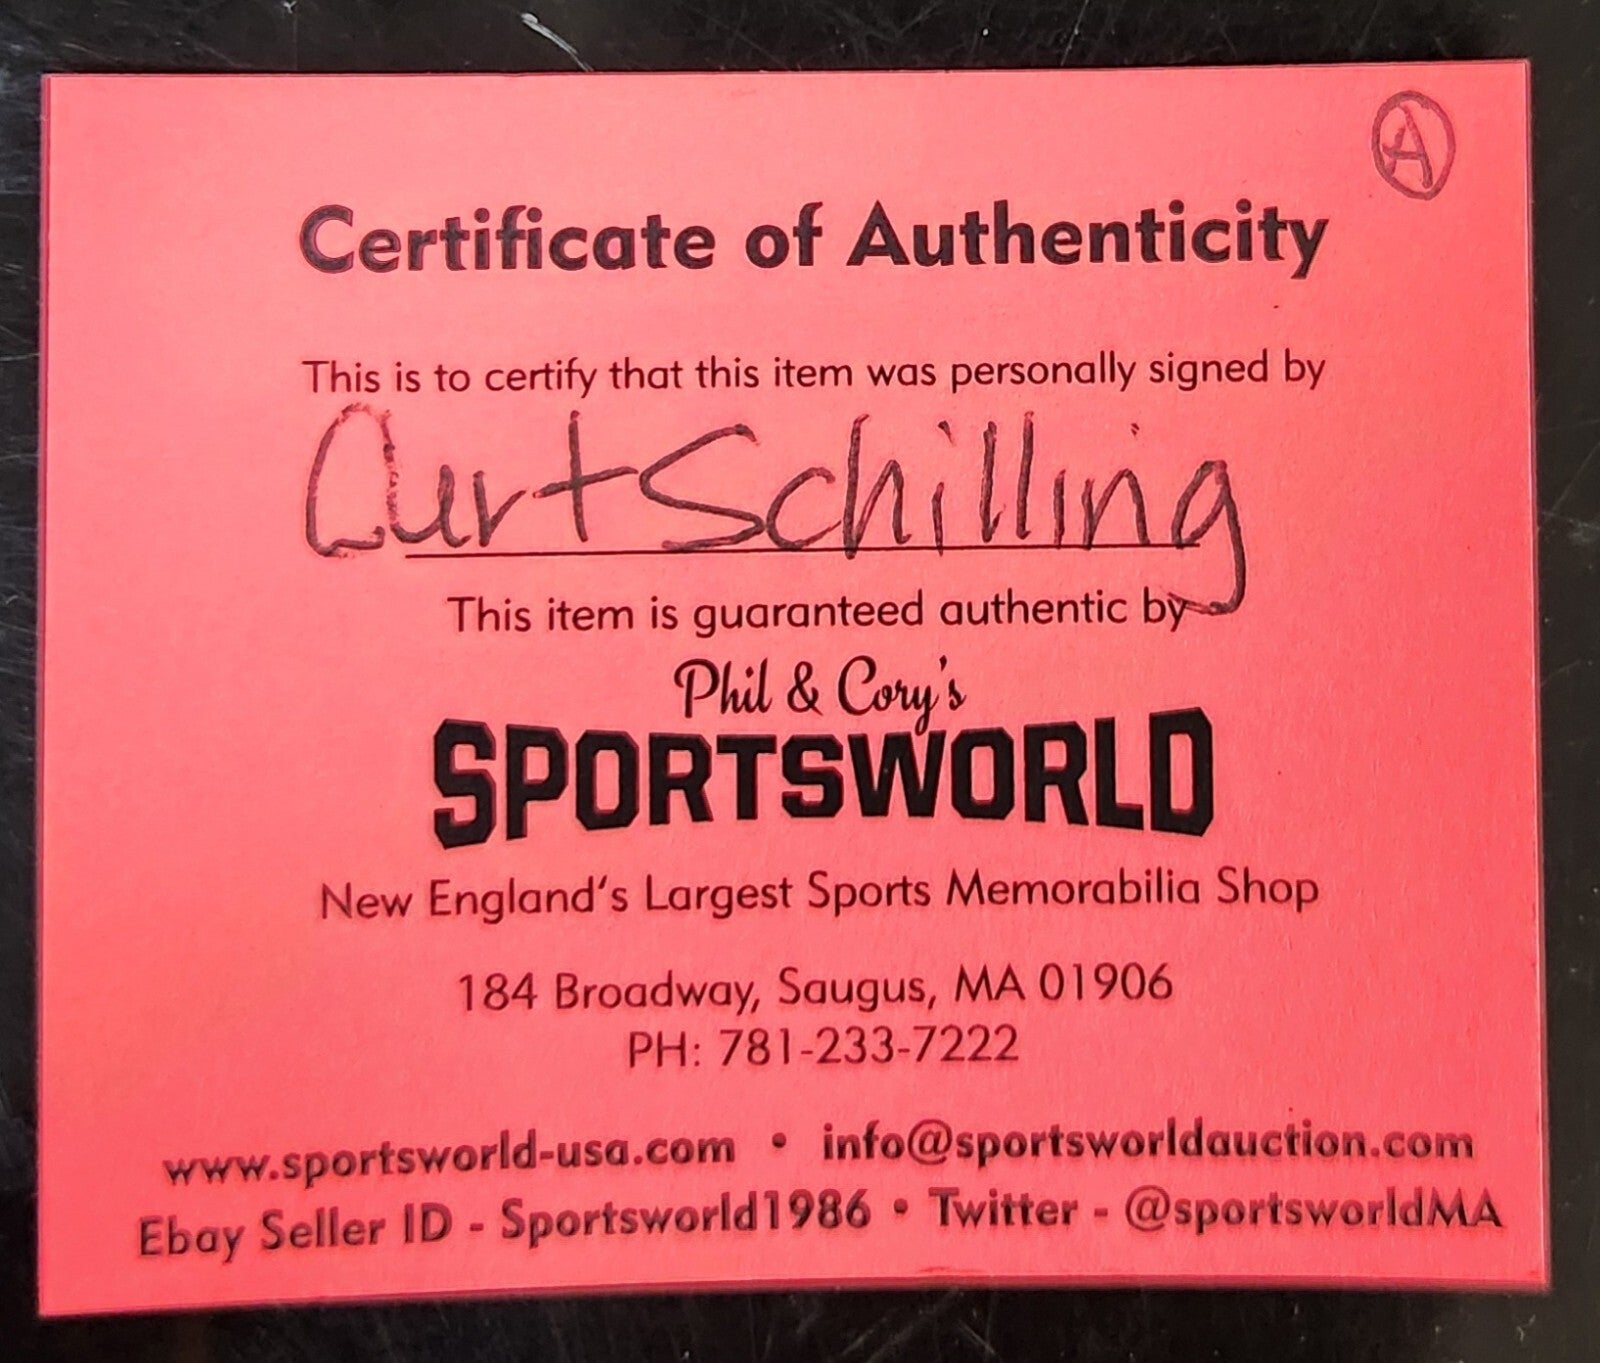 A
Certificate of Authenticity
This is to certify that this item was personally signed by
Curt Schilling
This item is guaranteed authentic by
Phil & Cory's
SPORTSWORLD
New England's Largest Sports Memorabilia Shop
184 Broadway, Saugus, MA 01906
PH: 781-233-7222
www.sportsworld-usa.com • info@sportsworldauction.com
Ebay Seller ID - Sportsworld1986 • Twitter - @sportsworldMA